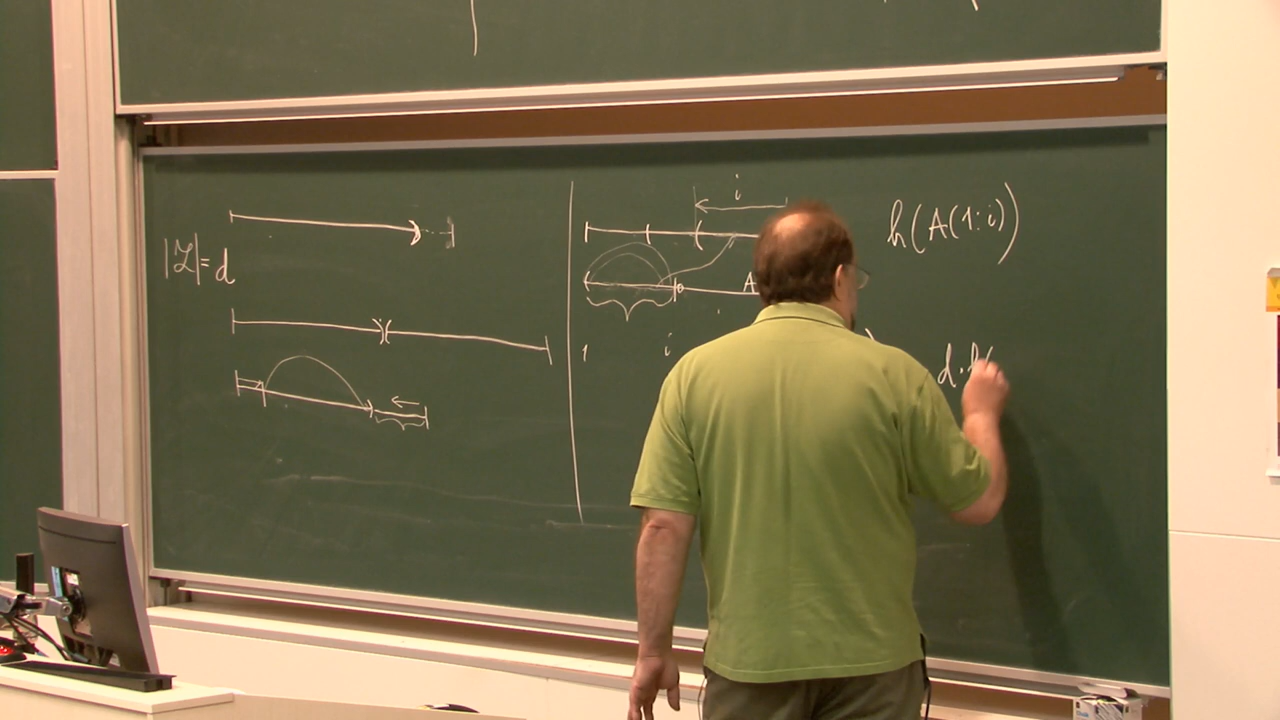 |Σ| = d
i
h(A(1:i))
A
1 i
d·h(